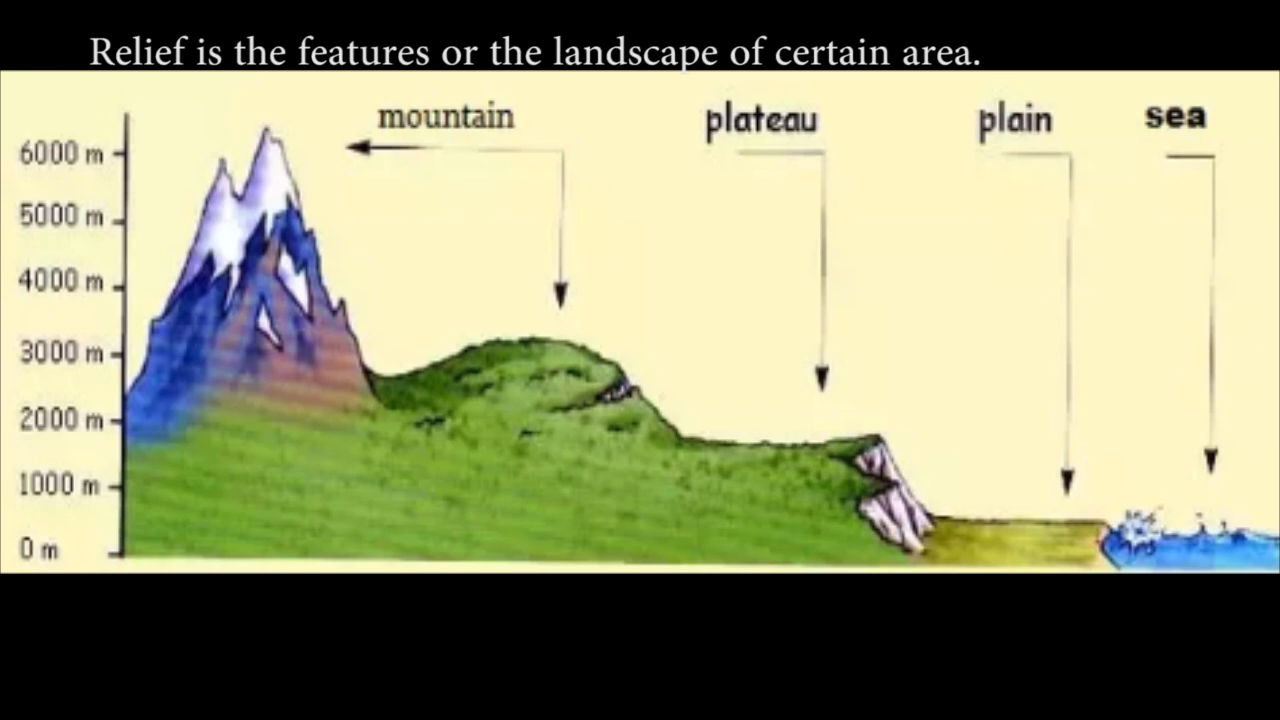 Relief is the features or the landscape of certain area.
mountain
plateau
plain
sea
6000 m
5000 m
4000 m
3000 m
2000 m
1000 m
0 m